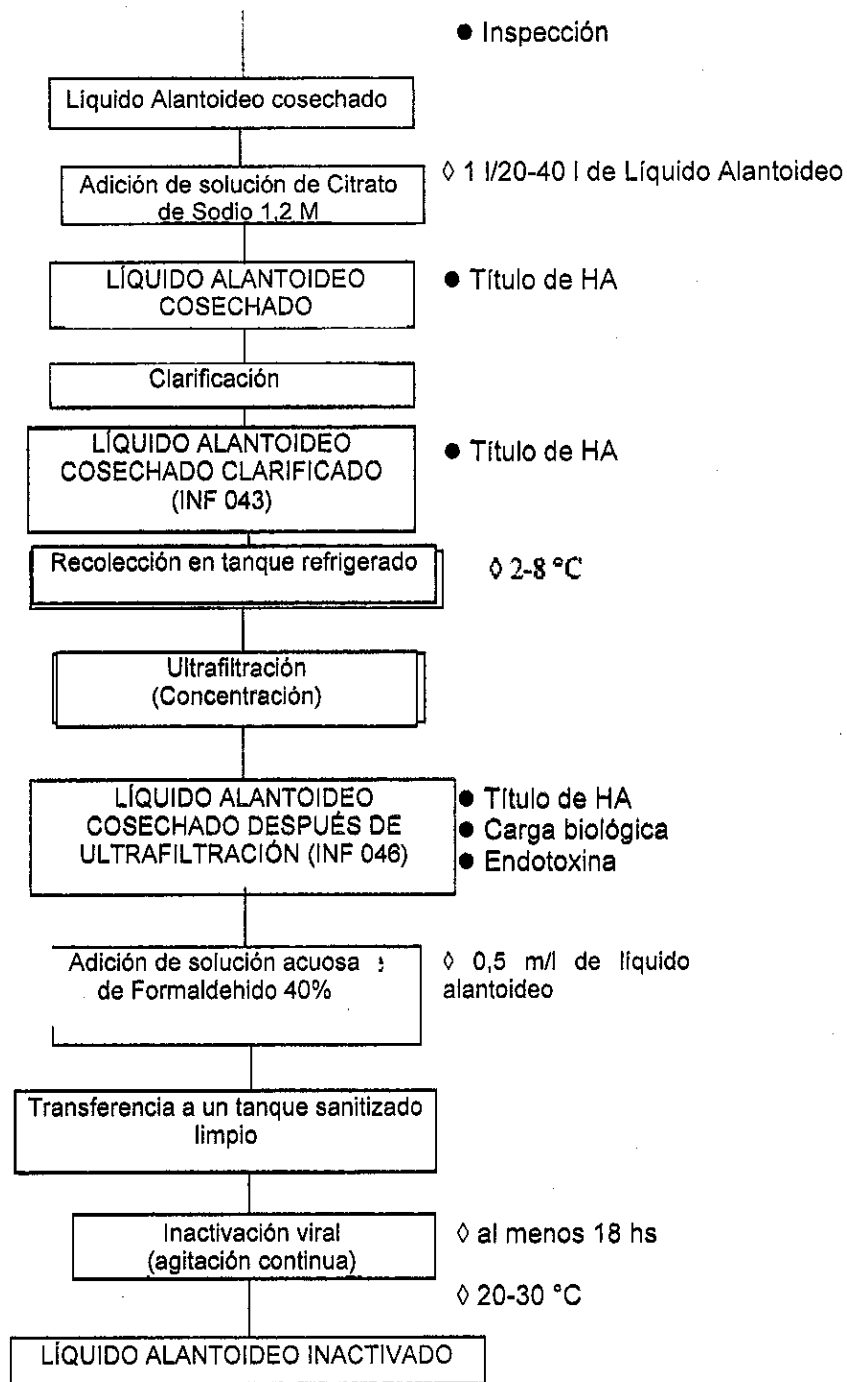 ● Inspección
Líquido Alantoideo cosechado
Adición de solución de Citrato
de Sodio 1,2 M
◊ 1 l/20-40 l de Líquido Alantoideo
LÍQUIDO ALANTOIDEO
COSECHADO
● Título de HA
Clarificación
LÍQUIDO ALANTOIDEO
COSECHADO CLARIFICADO
(INF 043)
● Título de HA
Recolección en tanque refrigerado
◊ 2-8 °C
Ultrafiltración
(Concentración)
LÍQUIDO ALANTOIDEO
COSECHADO DESPUÉS DE
ULTRAFILTRACIÓN (INF 046)
● Título de HA
● Carga biológica
● Endotoxina
Adición de solución acuosa
de Formaldehido 40%
◊ 0,5 m/l de líquido
alantoideo
Transferencia a un tanque sanitizado
limpio
Inactivación viral
(agitación continua)
◊ al menos 18 hs
◊ 20-30 °C
LÍQUIDO ALANTOIDEO INACTIVADO